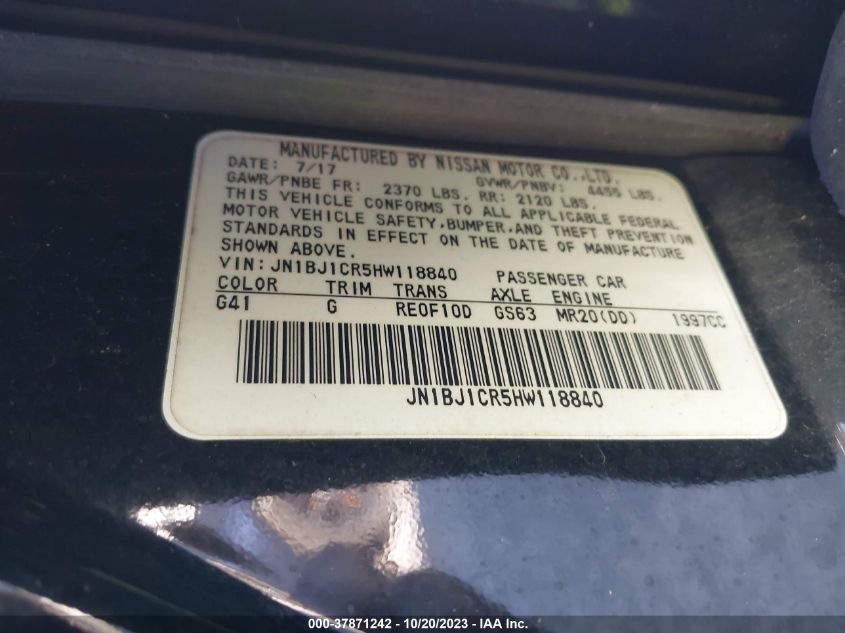 MANUFACTURED BY NISSAN MOTOR CO.,LTD.
DATE: 7/17 GVWR/PNBV: 4455 LBS.
GAWR/PNBE FR: 2370 LBS. RR: 2120 LBS.
THIS VEHICLE CONFORMS TO ALL APPLICABLE FEDERAL
MOTOR VEHICLE SAFETY,BUMPER,AND THEFT PREVENTION
STANDARDS IN EFFECT ON THE DATE OF MANUFACTURE
SHOWN ABOVE.
VIN:JN1BJ1CR5HW118840 PASSENGER CAR
COLOR TRIM TRANS AXLE ENGINE
G41 G RE0F10D GS63 MR20(DD) 1997CC
JN1BJ1CR5HW118840
000-37871242 | 10/20/2023 - IMAGE COPYRIGHT © IAA, LLC.